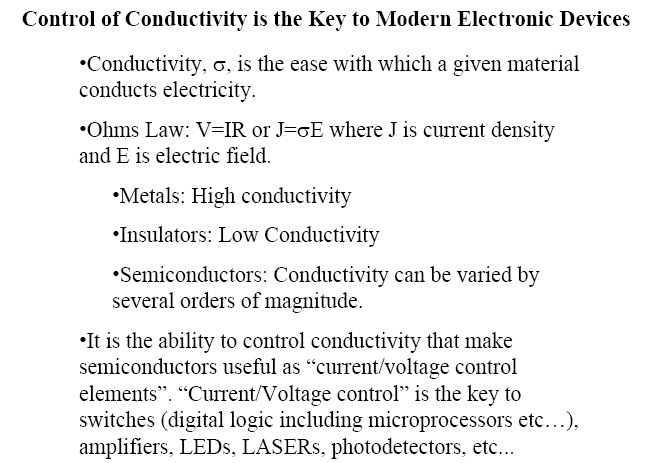 Control of Conductivity is the Key to Modern Electronic Devices
•Conductivity, σ, is the ease with which a given material
conducts electricity.
•Ohms Law: V=IR or J=σE where J is current density
and E is electric field.
•Metals: High conductivity
•Insulators: Low Conductivity
•Semiconductors: Conductivity can be varied by
several orders of magnitude.
•It is the ability to control conductivity that make
semiconductors useful as “current/voltage control
elements”. “Current/Voltage control” is the key to
switches (digital logic including microprocessors etc…),
amplifiers, LEDs, LASERs, photodetectors, etc...